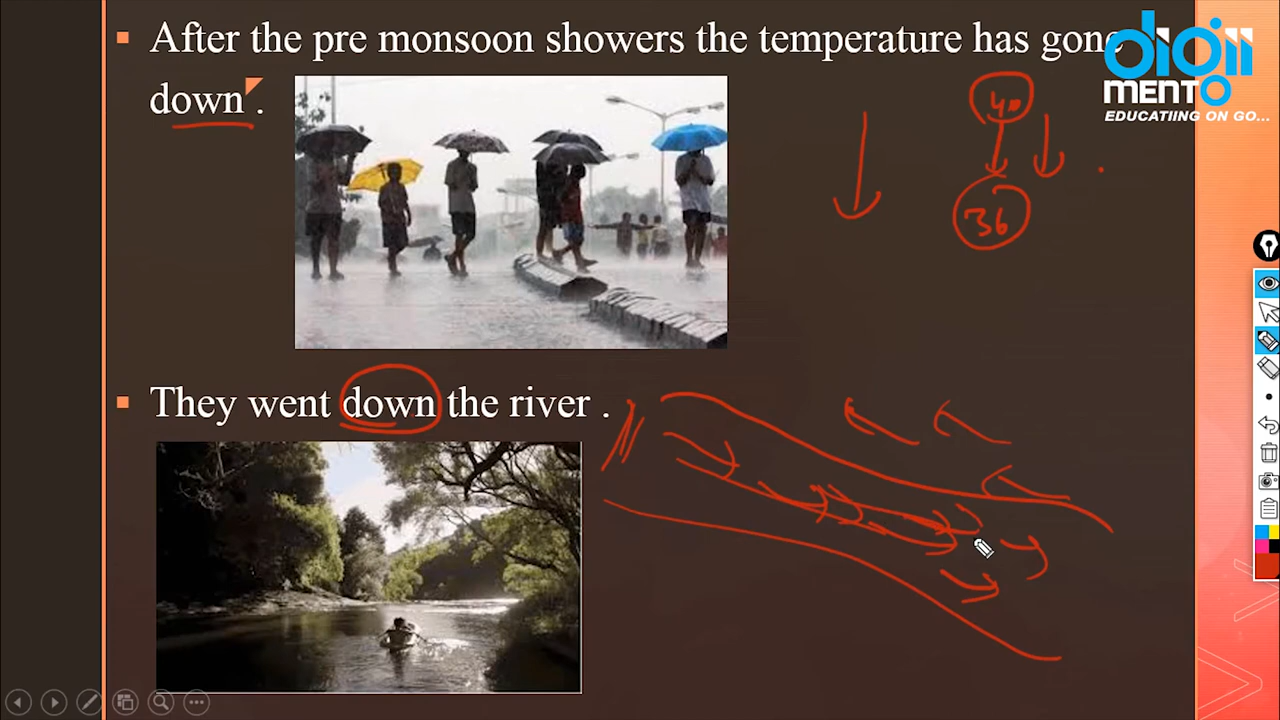 After the pre monsoon showers the temperature has gone
down .
40
36
They went down the river .
digii
MENTO
EDUCATIING ON GO...